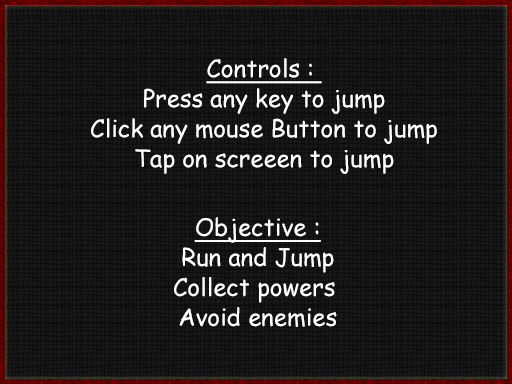 Controls :
Press any key to jump
Click any mouse Button to jump
Tap on screeen to jump
Objective :
Run and Jump
Collect powers
Avoid enemies